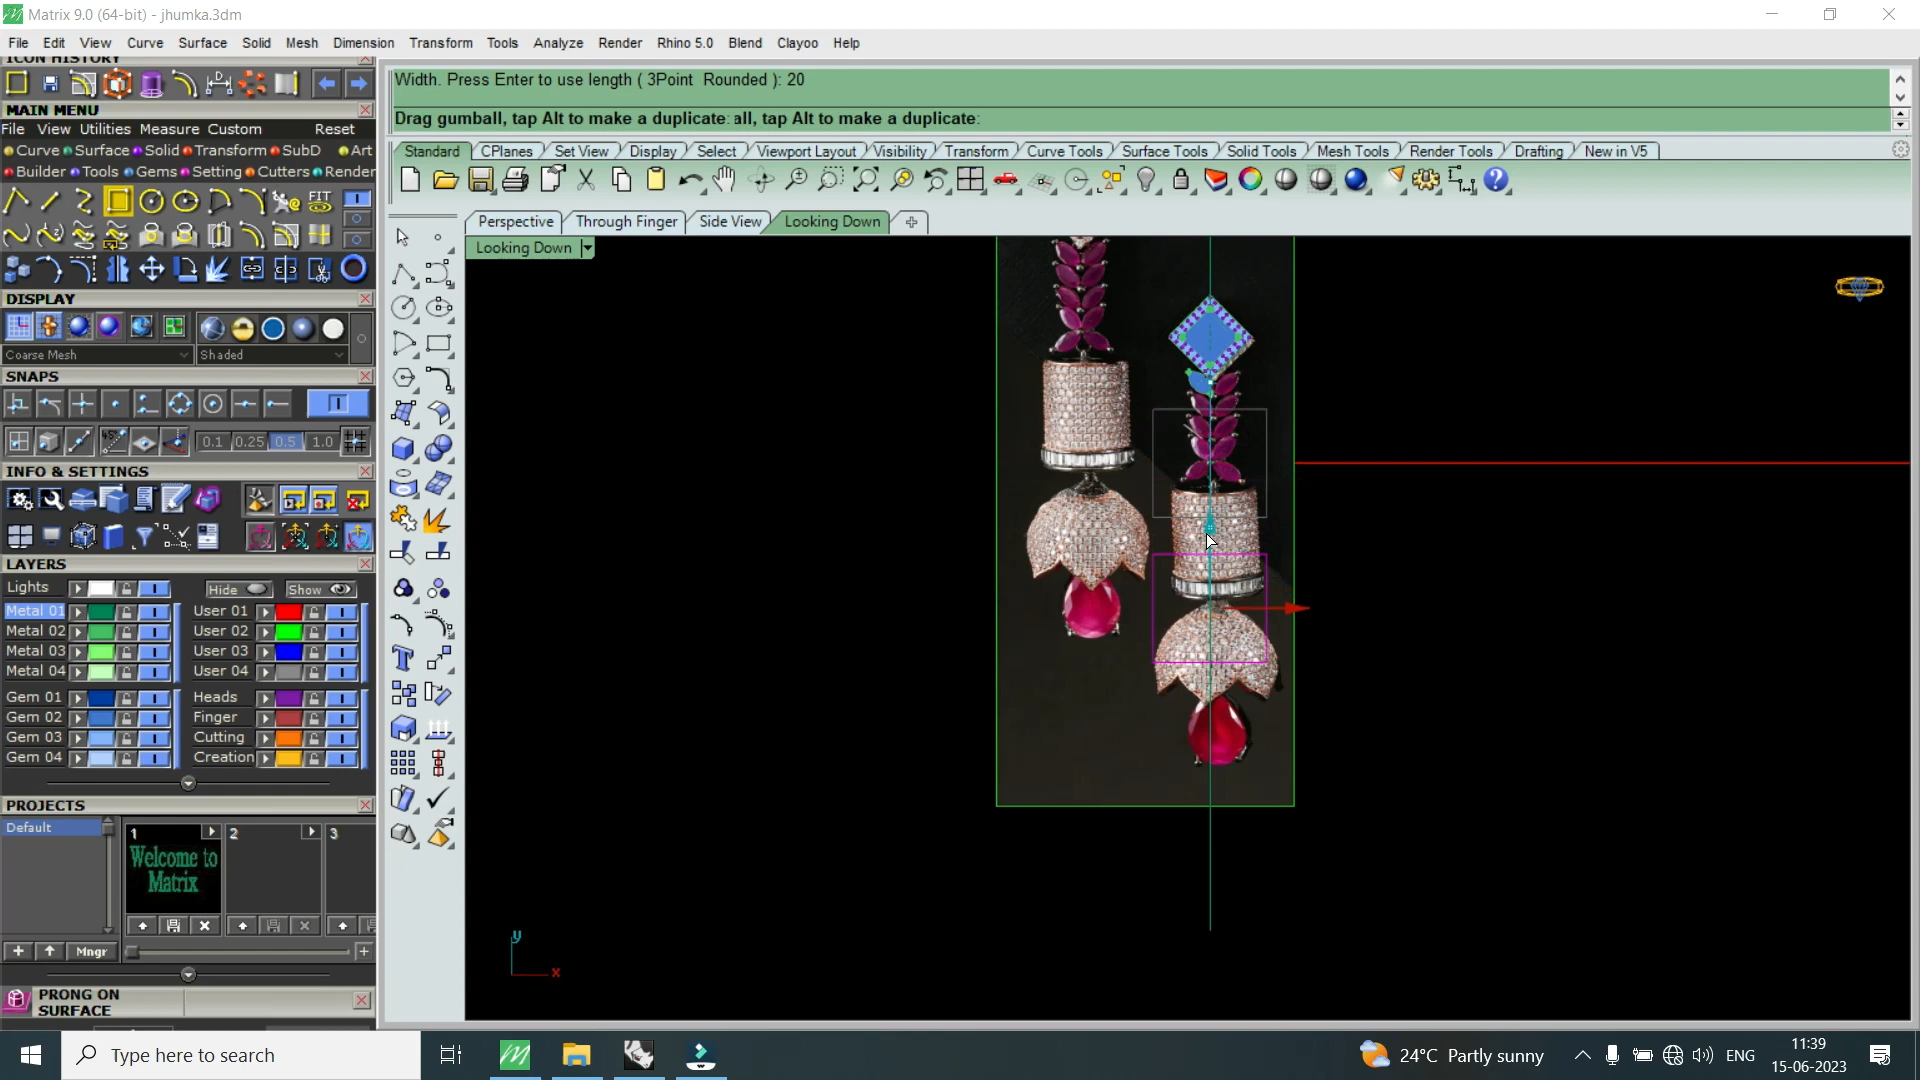 Matrix 9.0 (64-bit) - jhumka.3dm
File Edit View Curve Surface Solid Mesh Dimension Transform Tools Analyze Render Rhino 5.0 Blend Clayoo Help
ICON HISTORY
MAIN MENU
File View Utilities Measure Custom Reset
Curve Surface Solid Transform SubD Art
Builder Tools Gems Setting Cutters Render
FIT
DISPLAY
Coarse Mesh Shaded
SNAPS
0.1 0.25 0.5 1.0
INFO & SETTINGS
LAYERS
Lights Hide Show
Metal 01 User 01
Metal 02 User 02
Metal 03 User 03
Metal 04 User 04
Gem 01 Heads
Gem 02 Finger
Gem 03 Cutting
Gem 04 Creation
PROJECTS
Default
1 2 3
Welcome to
Matrix
Mngr
PRONG ON
SURFACE
Width. Press Enter to use length ( 3Point Rounded ): 20
Drag gumball, tap Alt to make a duplicate: all, tap Alt to make a duplicate:
Standard CPlanes Set View Display Select Viewport Layout Visibility Transform Curve Tools Surface Tools Solid Tools Mesh Tools Render Tools Drafting New in V5
Perspective Through Finger Side View Looking Down
Looking Down
y
x
Type here to search
24°C Partly sunny
ENG
11:39
15-06-2023